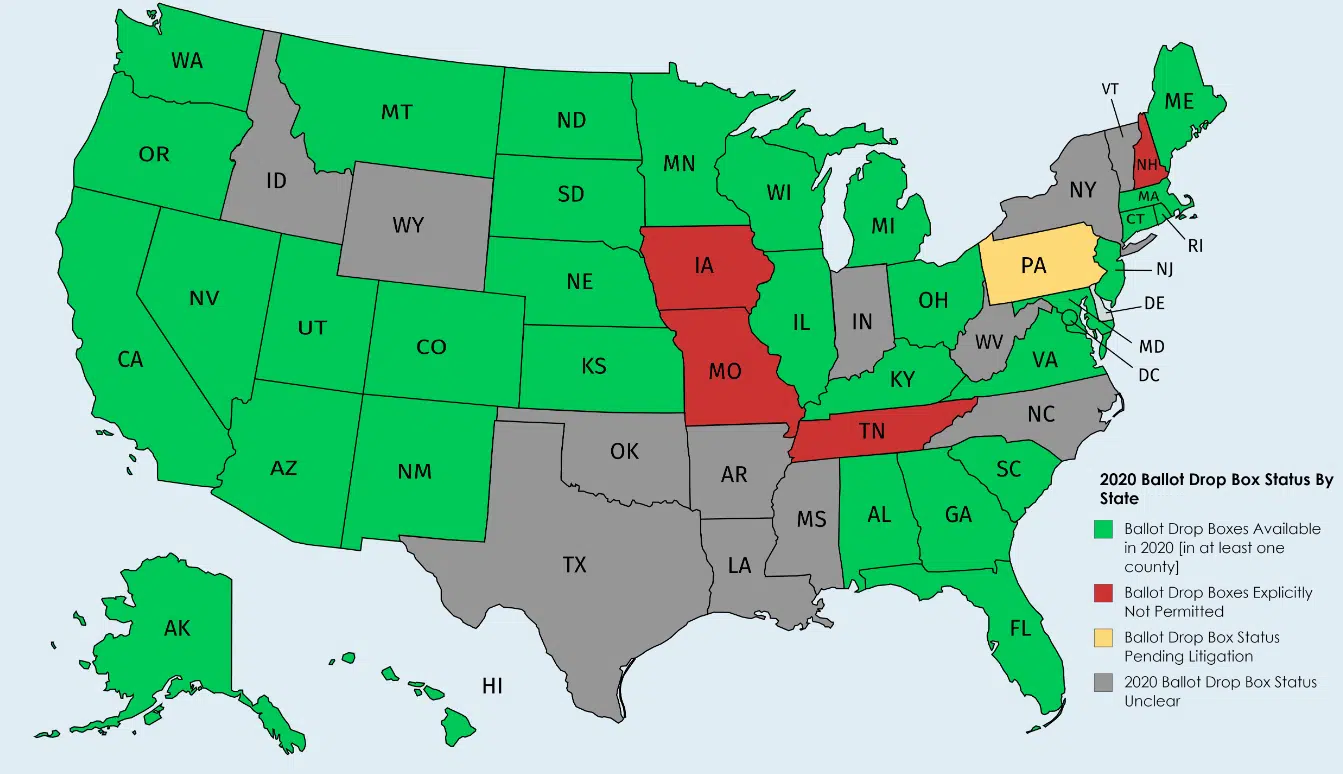 WA
MT
ND
MN
VT
ME
OR
ID
SD
WI
NH
NY
MA
WY
MI
CT
RI
IA
PA
NJ
NE
NV
OH
DE
UT
IL
IN
CO
WV
MD
CA
KS
MO
KY
VA
DC
NC
TN
AZ
NM
OK
AR
SC
MS
AL
GA
TX
LA
AK
FL
HI
2020 Ballot Drop Box Status By
State
Ballot Drop Boxes Available
in 2020 [in at least one
county]
Ballot Drop Boxes Explicitly
Not Permitted
Ballot Drop Box Status
Pending Litigation
2020 Ballot Drop Box Status
Unclear